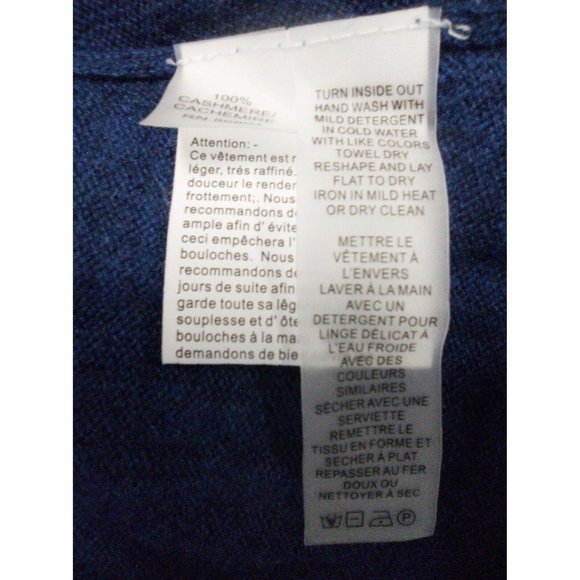 100%
CASHMERE/
CACHEMIRE
RN
Attention: -
Ce vêtement est
léger, trés raffiné.
douceur le render
frottement;. Nous
recommandons d
ample afin d' évite
ceci empêchera l'
bouloches. Nous
recommandons de
jours de suite afin
garde toute sa lég
souplesse et d' ôte
bouloches à la ma
demandons de bie
TURN INSIDE OUT
HAND WASH WITH
MILD DETERGENT
IN COLD WATER
WITH LIKE COLORS
TOWEL DRY
RESHAPE AND LAY
FLAT TO DRY
IRON IN MILD HEAT
OR DRY CLEAN
METTRE LE
VÊTEMENT À
L'ENVERS
LAVER À LA MAIN
AVEC UN
DETERGENT POUR
LINGE DÉLICAT À
L'EAU FROIDE
AVEC DES
COULEURS
SIMILAIRES
SÉCHER AVEC UNE
SERVIETTE
REMETTRE LE
TISSU EN FORME ET
SÉCHER À PLAT
REPASSER AU FER
DOUX OU
NETTOYER À SEC
P